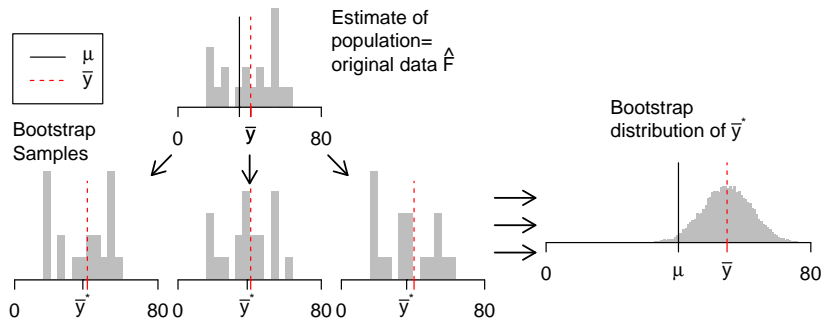 μ
ȳ
Estimate of
population=
original data F̂
0 ȳ 80
Bootstrap
Samples
Bootstrap
distribution of ȳ*
0 ȳ* 80
0 ȳ* 80
0 ȳ* 80
0 μ ȳ 80